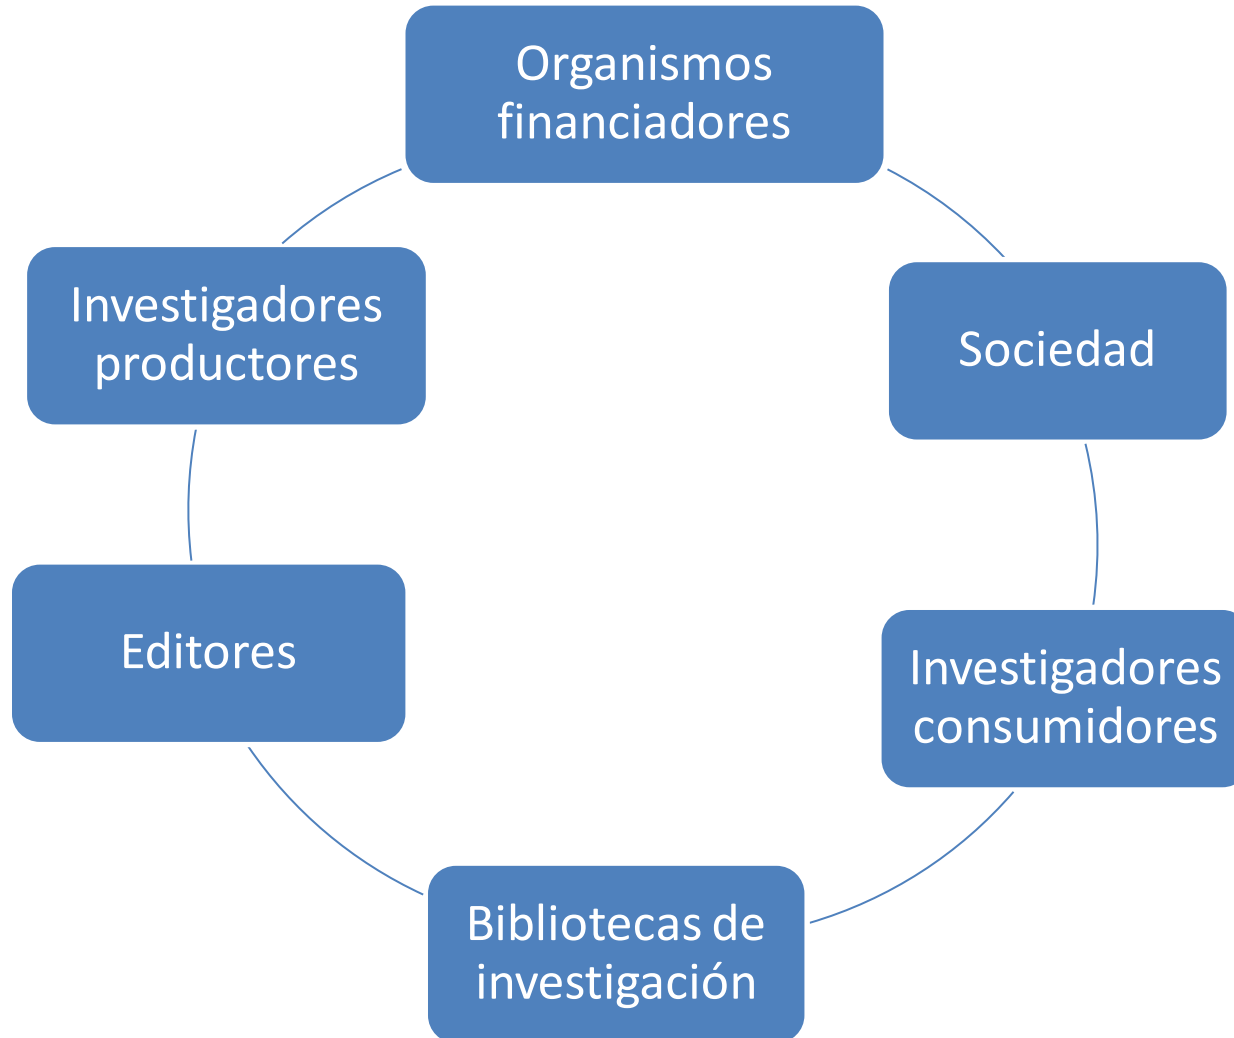 Organismos
financiadores
Investigadores
productores
Sociedad
Editores
Investigadores
consumidores
Bibliotecas de
investigación